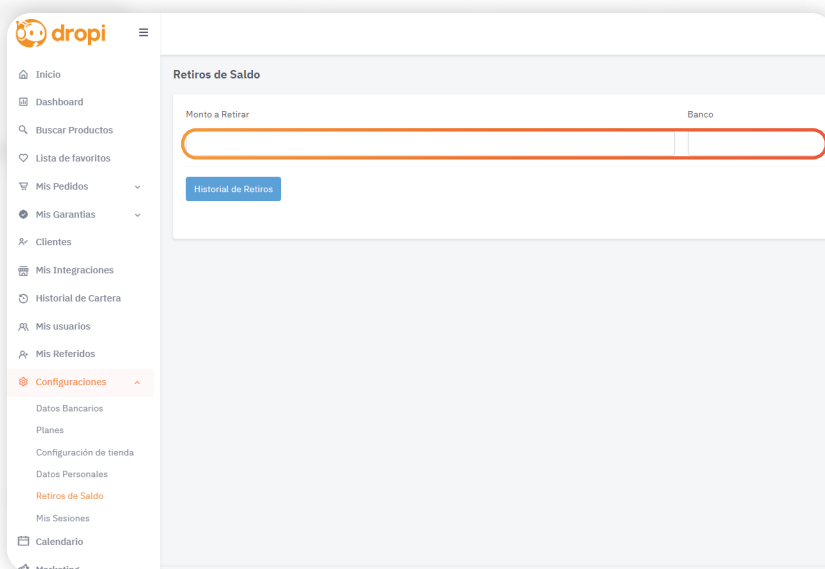 dropi
Inicio
Dashboard
Buscar Productos
Lista de favoritos
Mis Pedidos
Mis Garantias
Clientes
Mis Integraciones
Historial de Cartera
Mis usuarios
Mis Referidos
Configuraciones
Datos Bancarios
Planes
Configuración de tienda
Datos Personales
Retiros de Saldo
Mis Sesiones
Calendario
Marketing
Retiros de Saldo
Monto a Retirar
Banco
Historial de Retiros